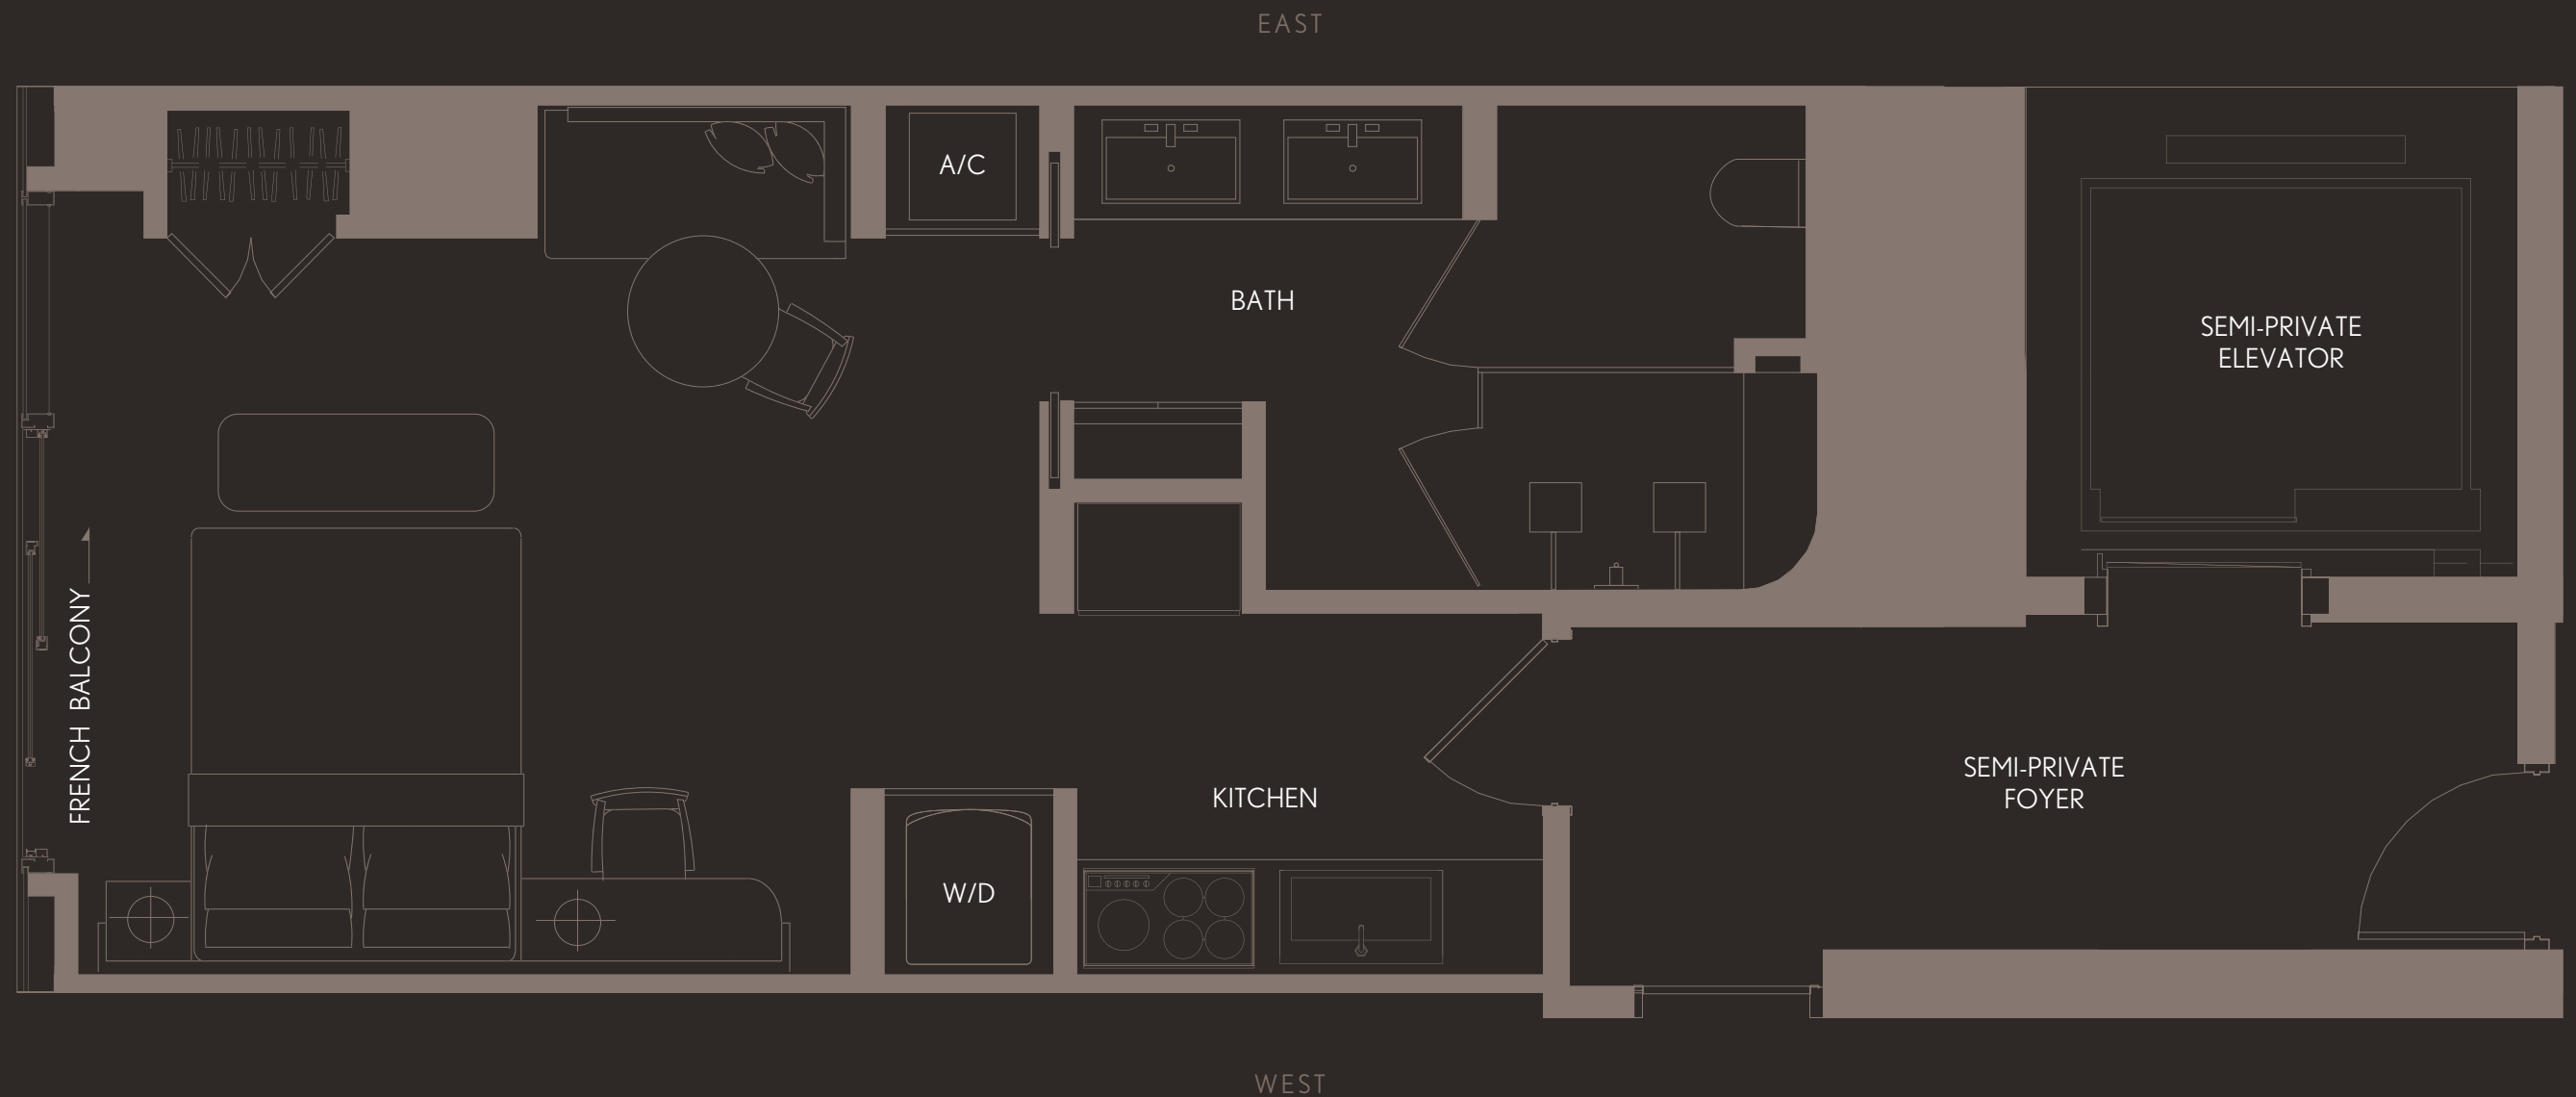 EAST
A/C
BATH
SEMI-PRIVATE
ELEVATOR
FRENCH BALCONY
KITCHEN
SEMI-PRIVATE
FOYER
W/D
WEST